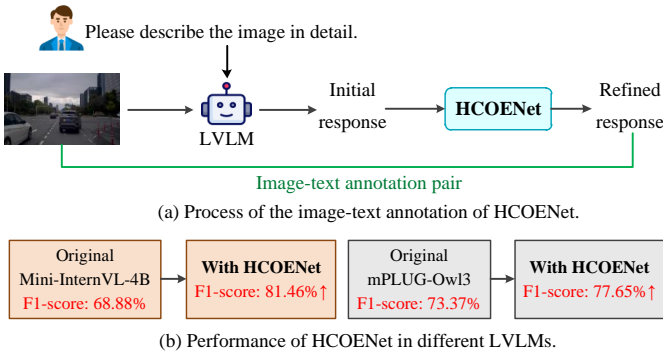 Please describe the image in detail.
LVLM
Initial
response
HCOENet
Refined
response
Image-text annotation pair
(a) Process of the image-text annotation of HCOENet.
Original
Mini-InternVL-4B
F1-score: 68.88%
With HCOENet
F1-score: 81.46%↑
Original
mPLUG-Owl3
F1-score: 73.37%
With HCOENet
F1-score: 77.65%↑
(b) Performance of HCOENet in different LVLMs.